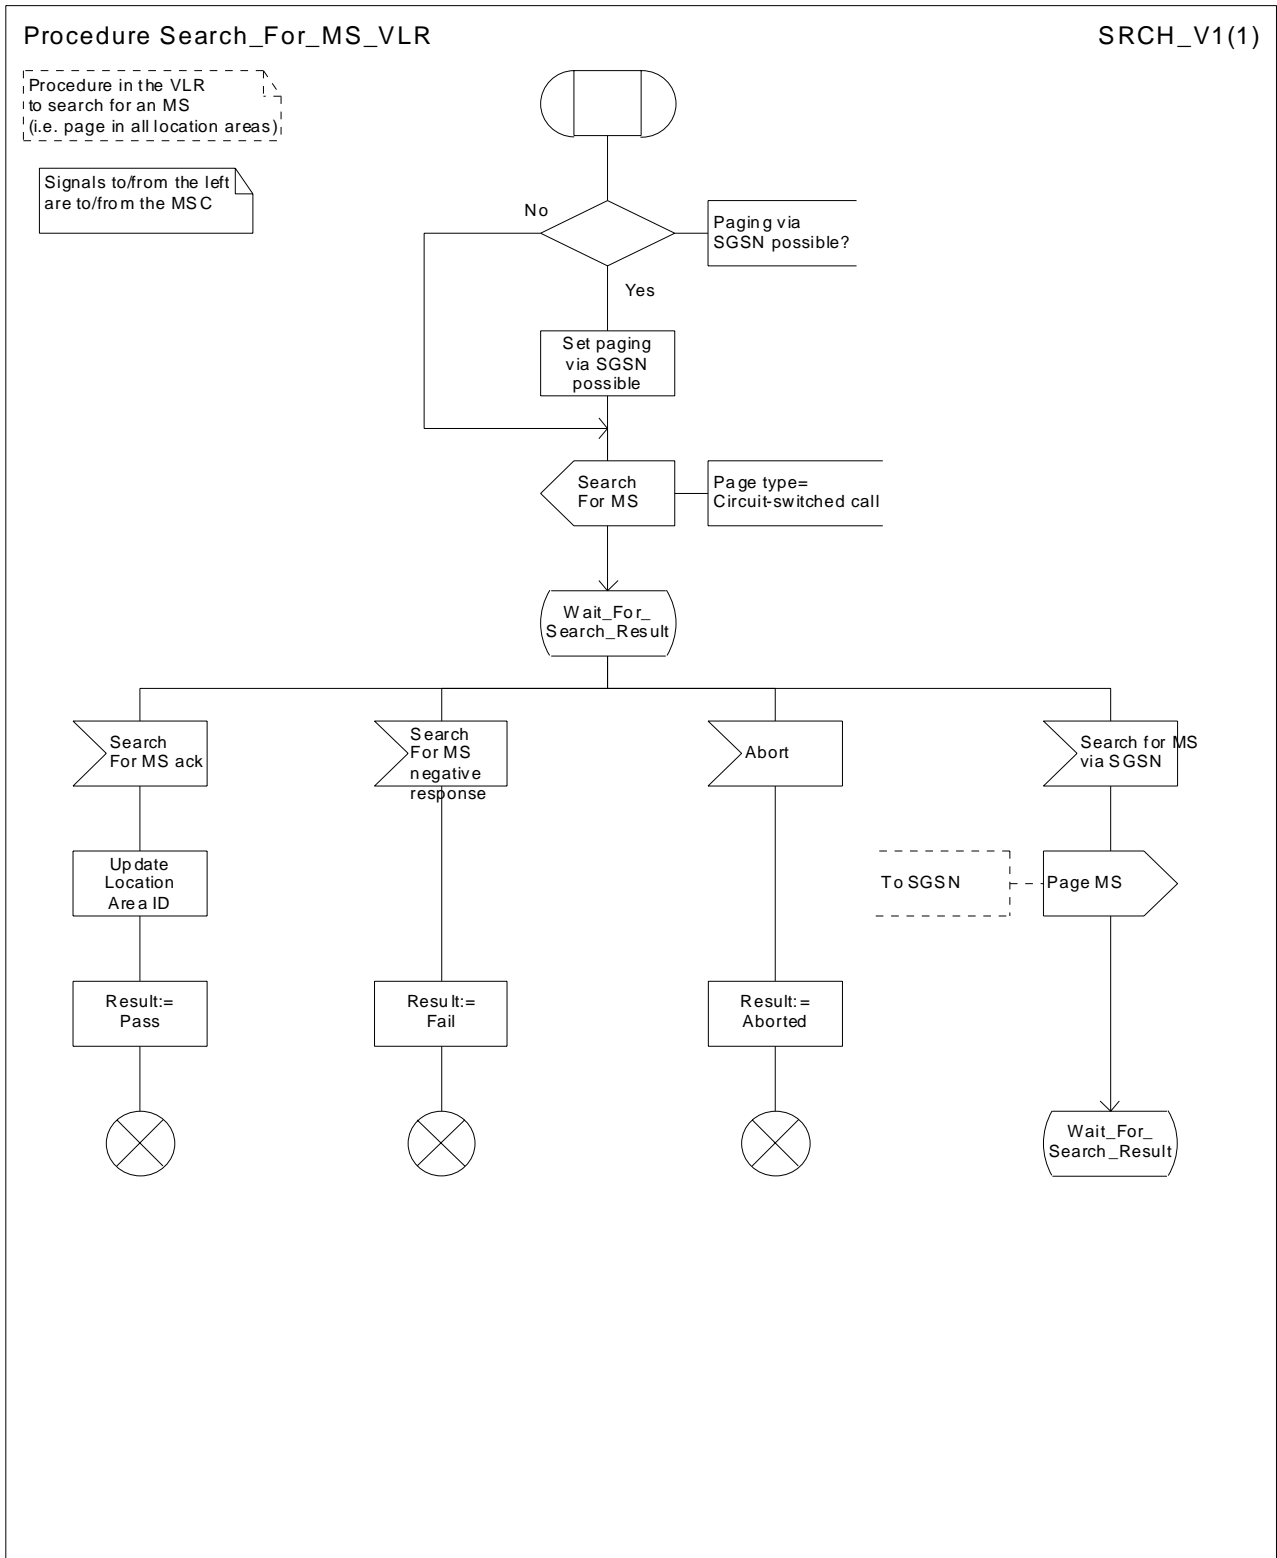 Procedure Search_For_MS_VLR
SRCH_V1(1)
Procedure in the VLR
to search for an MS
(i.e. page in all location areas)
Signals to/from the left
are to/from the MSC
No
Paging via
SGSN possible?
Yes
Set paging
via SGSN
possible
Search
For MS
Page type=
Circuit-switched call
Wait_For_
Search_Result
Search
For MS ack
Search
For MS
negative
response
Abort
Search for MS
via SGSN
Update
Location
Area ID
To SGSN
Page MS
Result:=
Pass
Result:=
Fail
Result:=
Aborted
Wait_For_
Search_Result